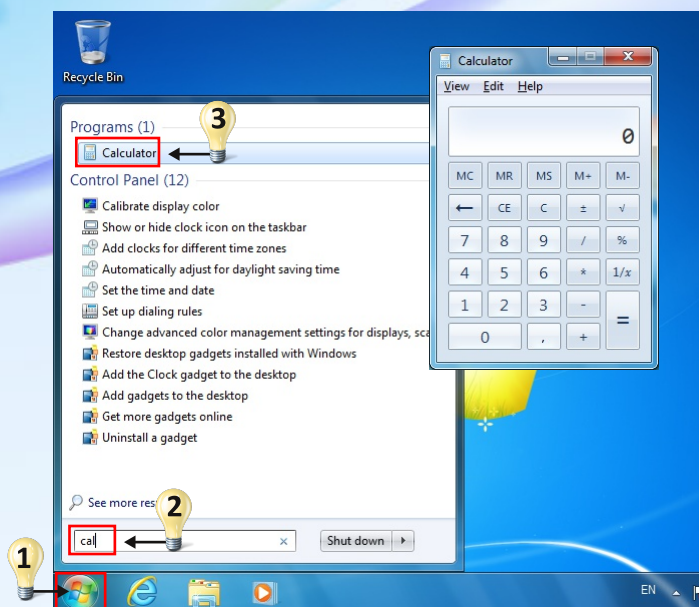 Recycle Bin
Programs (1)
3
Calculator
Control Panel (12)
Calibrate display color
Show or hide clock icon on the taskbar
Add clocks for different time zones
Automatically adjust for daylight saving time
Set the time and date
Set up dialing rules
Change advanced color management settings for displays, sca
Restore desktop gadgets installed with Windows
Add the Clock gadget to the desktop
Add gadgets to the desktop
Get more gadgets online
Uninstall a gadget
See more res
2
cal
Shut down
1
EN
Calculator
View Edit Help
0
MC MR MS M+ M-
← CE C ± √
7 8 9 / %
4 5 6 * 1/x
1 2 3 - =
0 , +